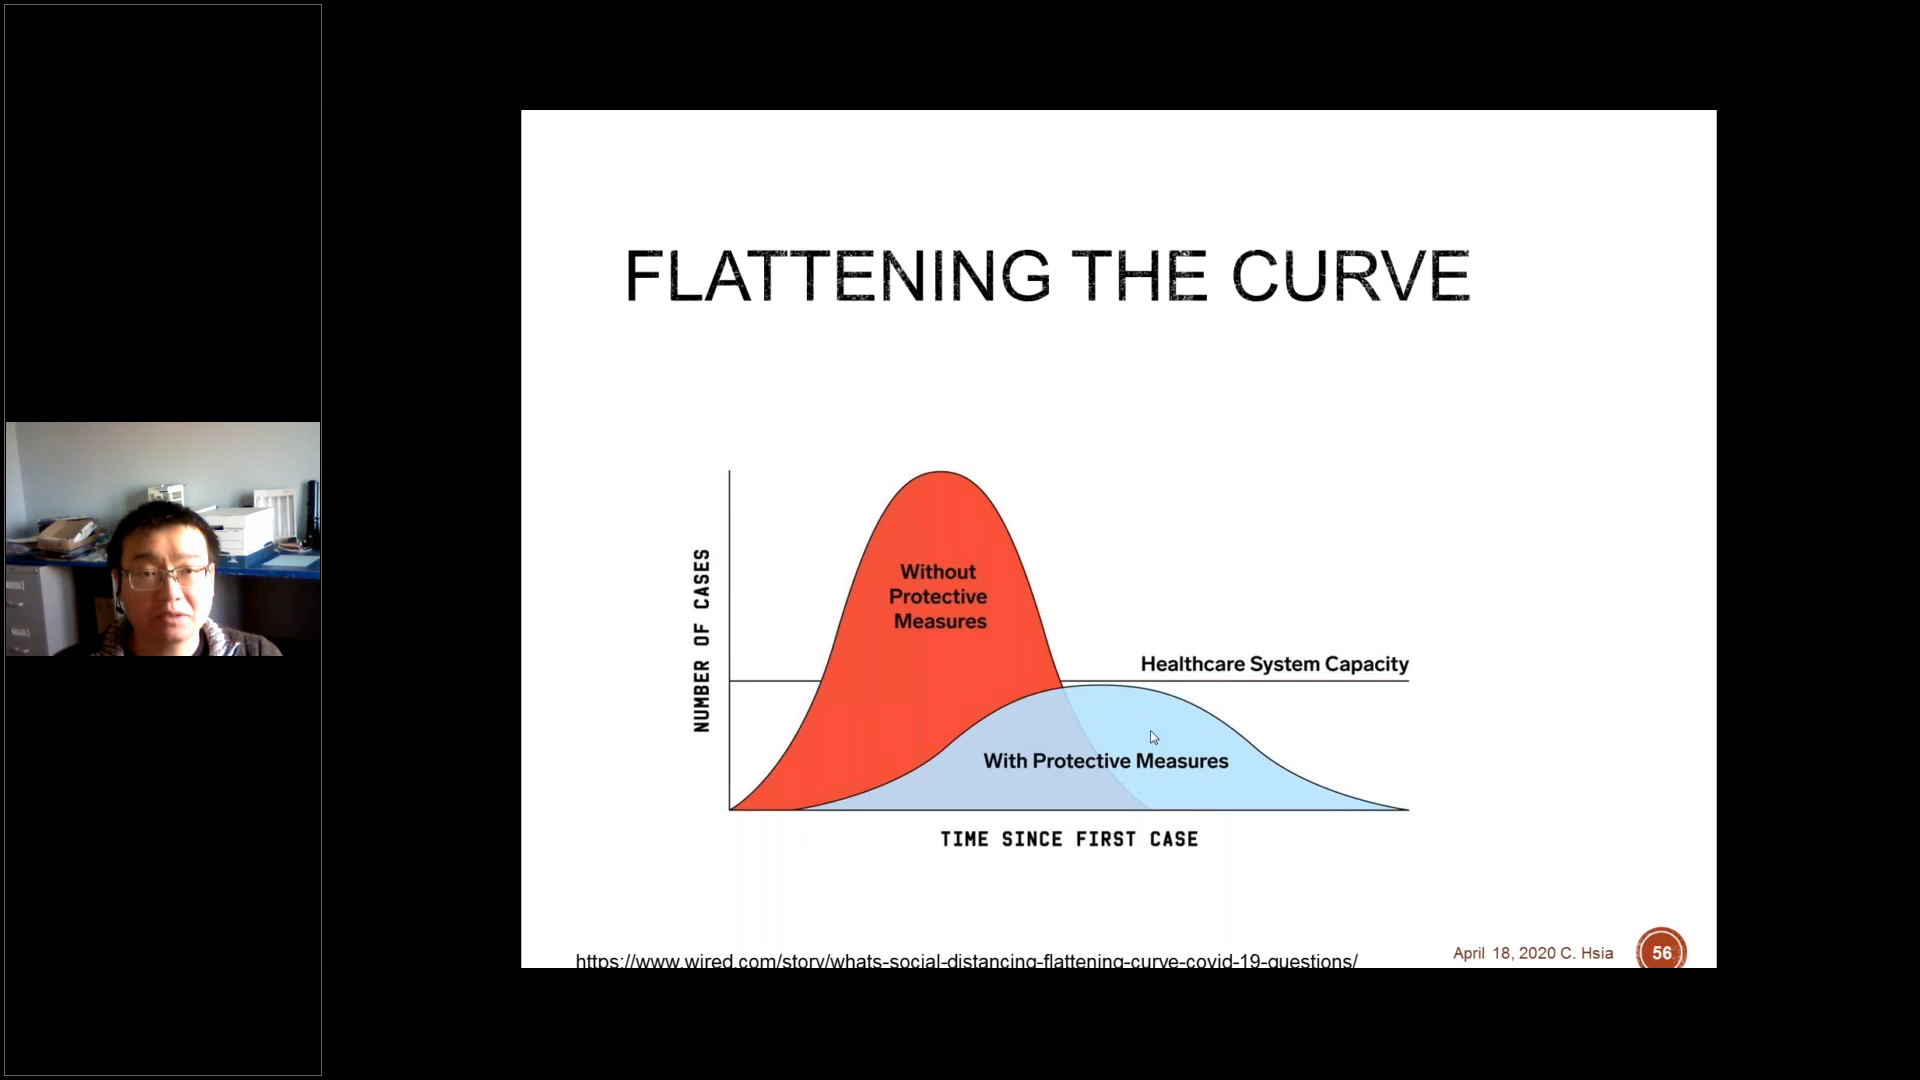 FLATTENING THE CURVE
NUMBER OF CASES
Without
Protective
Measures
Healthcare System Capacity
With Protective Measures
TIME SINCE FIRST CASE
https://www.wired.com/story/whats-social-distancing-flattening-curve-covid-19-questions/
April 18, 2020 C. Hsia
56